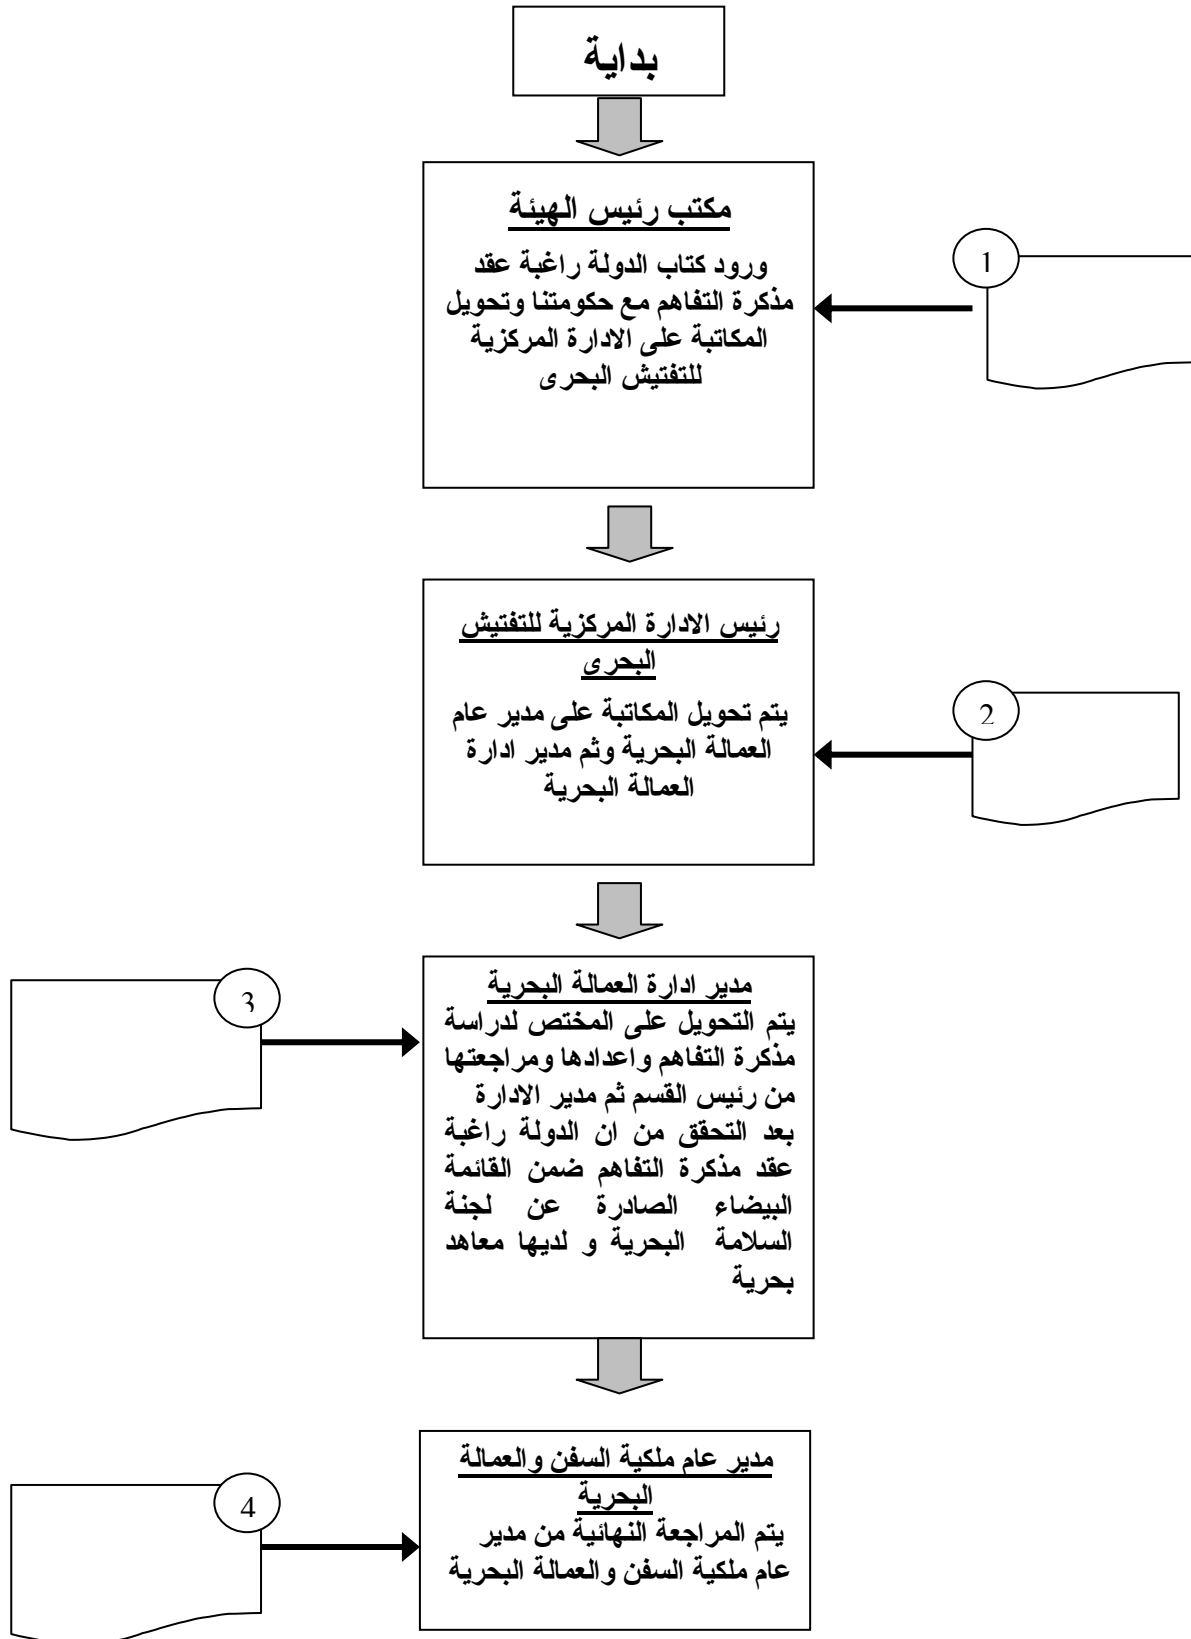 بداية
مكتب رئيس الهيئة
1
ورود كتاب الدولة راغبة عقد
مذكرة التفاهم مع حكومتنا وتحويل
المكاتبة على الادارة المركزية
للتفتيش البحرى
رئيس الادارة المركزية للتفتيش
البحرى
2
يتم تحويل المكاتبة على مدير عام
العمالة البحرية وثم مدير ادارة
العمالة البحرية
مدير ادارة العمالة البحرية
3
يتم التحويل على المختص لدراسة
مذكرة التفاهم واعدادها ومراجعتها
من رئيس القسم ثم مدير الادارة
بعد التحقق من ان الدولة راغبة
عقد مذكرة التفاهم ضمن القائمة
البيضاء الصادرة عن لجنة
السلامة البحرية و لديها معاهد
بحرية
مدير عام ملكية السفن والعمالة
البحرية
4
يتم المراجعة النهائية من مدير
عام ملكية السفن والعمالة البحرية